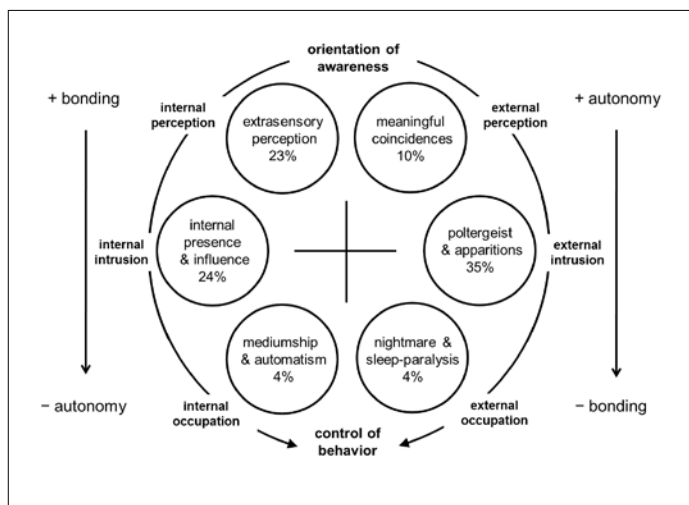 orientation of
awareness
+ bonding
internal
perception
extrasensory
perception
23%
meaningful
coincidences
10%
external
perception
+ autonomy
internal
intrusion
internal
presence
& influence
24%
poltergeist
& apparitions
35%
external
intrusion
mediumship
& automatism
4%
nightmare &
sleep-paralysis
4%
− autonomy
internal
occupation
external
occupation
− bonding
control of
behavior